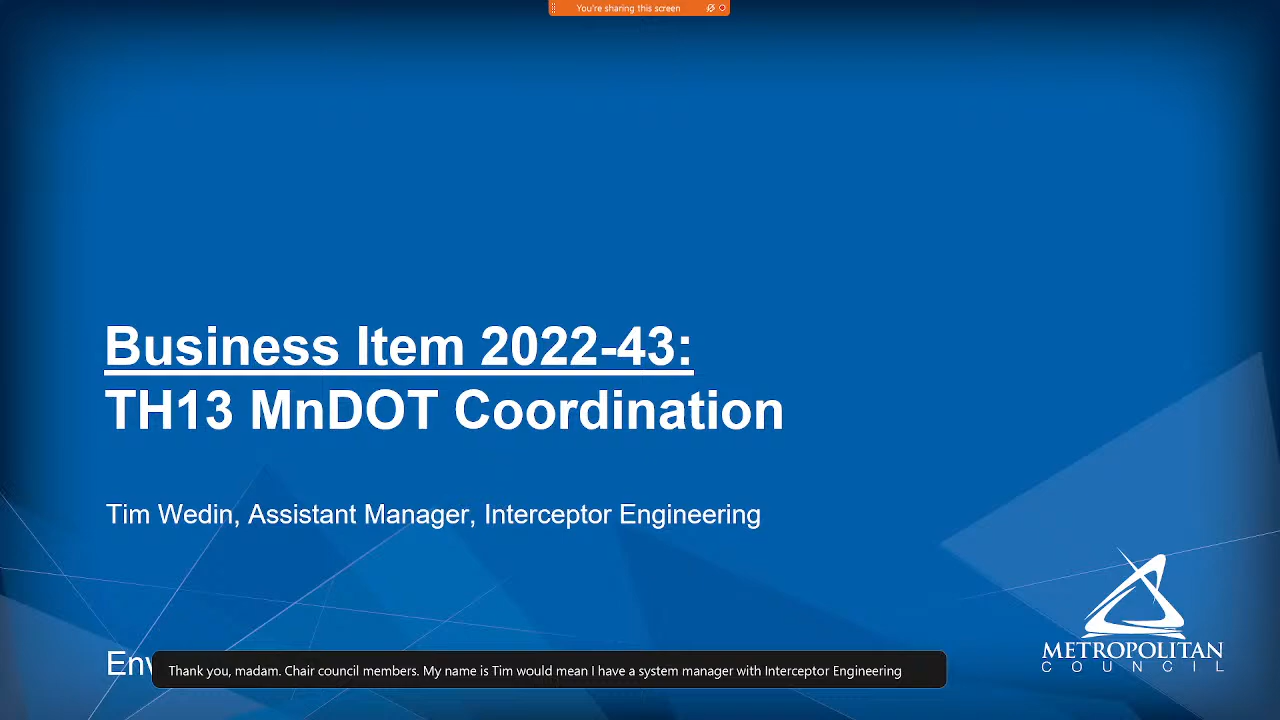 You're sharing this screen
Business Item 2022-43:
TH13 MnDOT Coordination
Tim Wedin, Assistant Manager, Interceptor Engineering
METROPOLITAN
COUNCIL
Thank you, madam. Chair council members. My name is Tim would mean I have a system manager with Interceptor Engineering